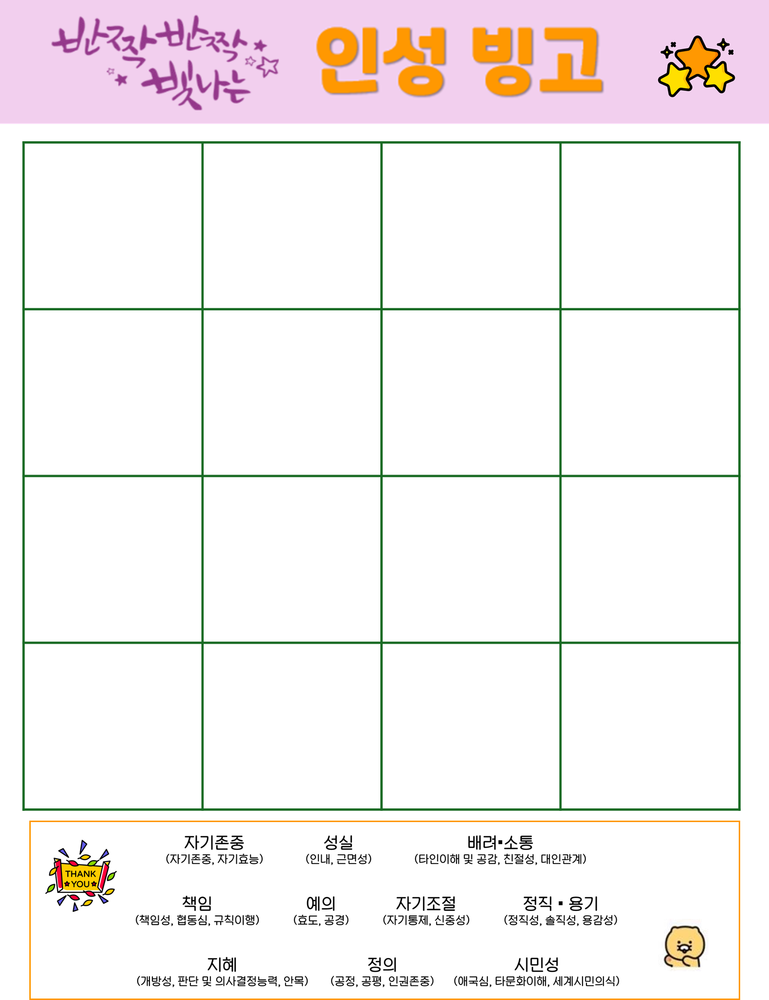 반짝반짝
빛나는
인성 빙고
자기존중 성실 배려▪소통
(자기존중, 자기효능) (인내, 근면성) (타인이해 및 공감, 친절성, 대인관계)
THANK
YOU
책임 예의 자기조절 정직 ▪ 용기
(책임성, 협동심, 규칙이행) (효도, 공경) (자기통제, 신중성) (정직성, 솔직성, 용감성)
지혜 정의 시민성
(개방성, 판단 및 의사결정능력, 안목) (공정, 공평, 인권존중) (애국심, 타문화이해, 세계시민의식)